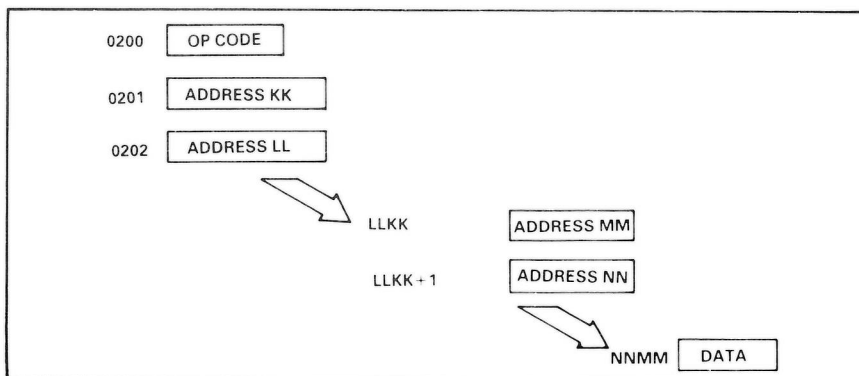 0200 OP CODE
0201 ADDRESS KK
0202 ADDRESS LL
LLKK ADDRESS MM
LLKK+1 ADDRESS NN
NNMM DATA